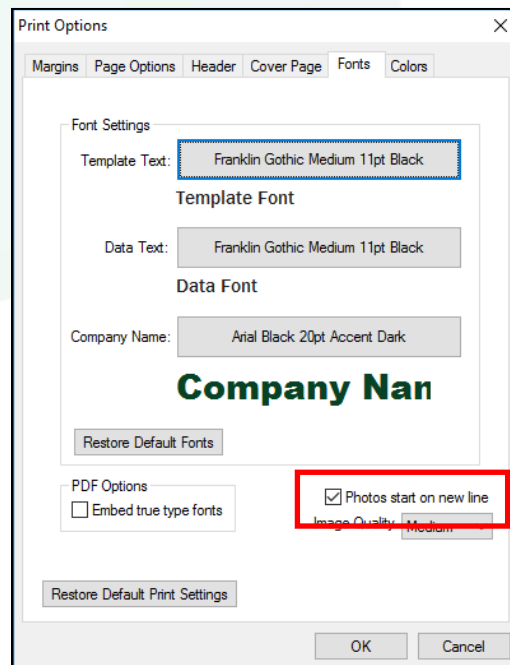 Print Options
Margins Page Options Header Cover Page Fonts Colors
Font Settings
Template Text: Franklin Gothic Medium 11pt Black
Template Font
Data Text: Franklin Gothic Medium 11pt Black
Data Font
Company Name: Arial Black 20pt Accent Dark
Company Nan
Restore Default Fonts
PDF Options
Photos start on new line
Embed true type fonts
Image Quality Medium
Restore Default Print Settings
OK Cancel